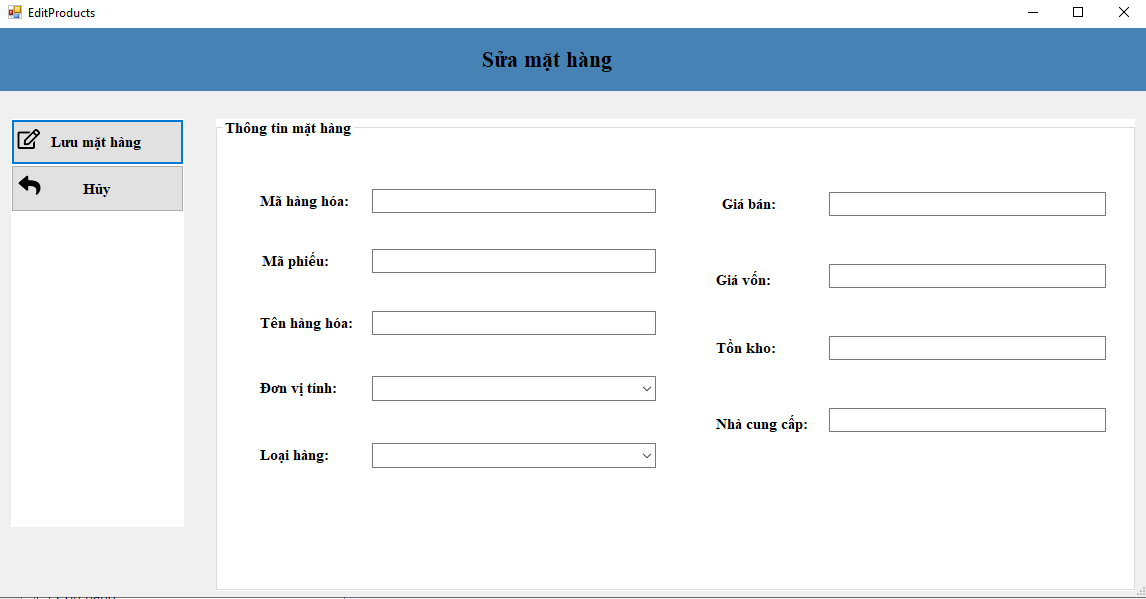 EditProducts
Sửa mặt hàng
Lưu mặt hàng
Hủy
Thông tin mặt hàng
Mã hàng hóa:
Mã phiếu:
Tên hàng hóa:
Đơn vị tính:
Loại hàng:
Giá bán:
Giá vốn:
Tồn kho:
Nhà cung cấp: